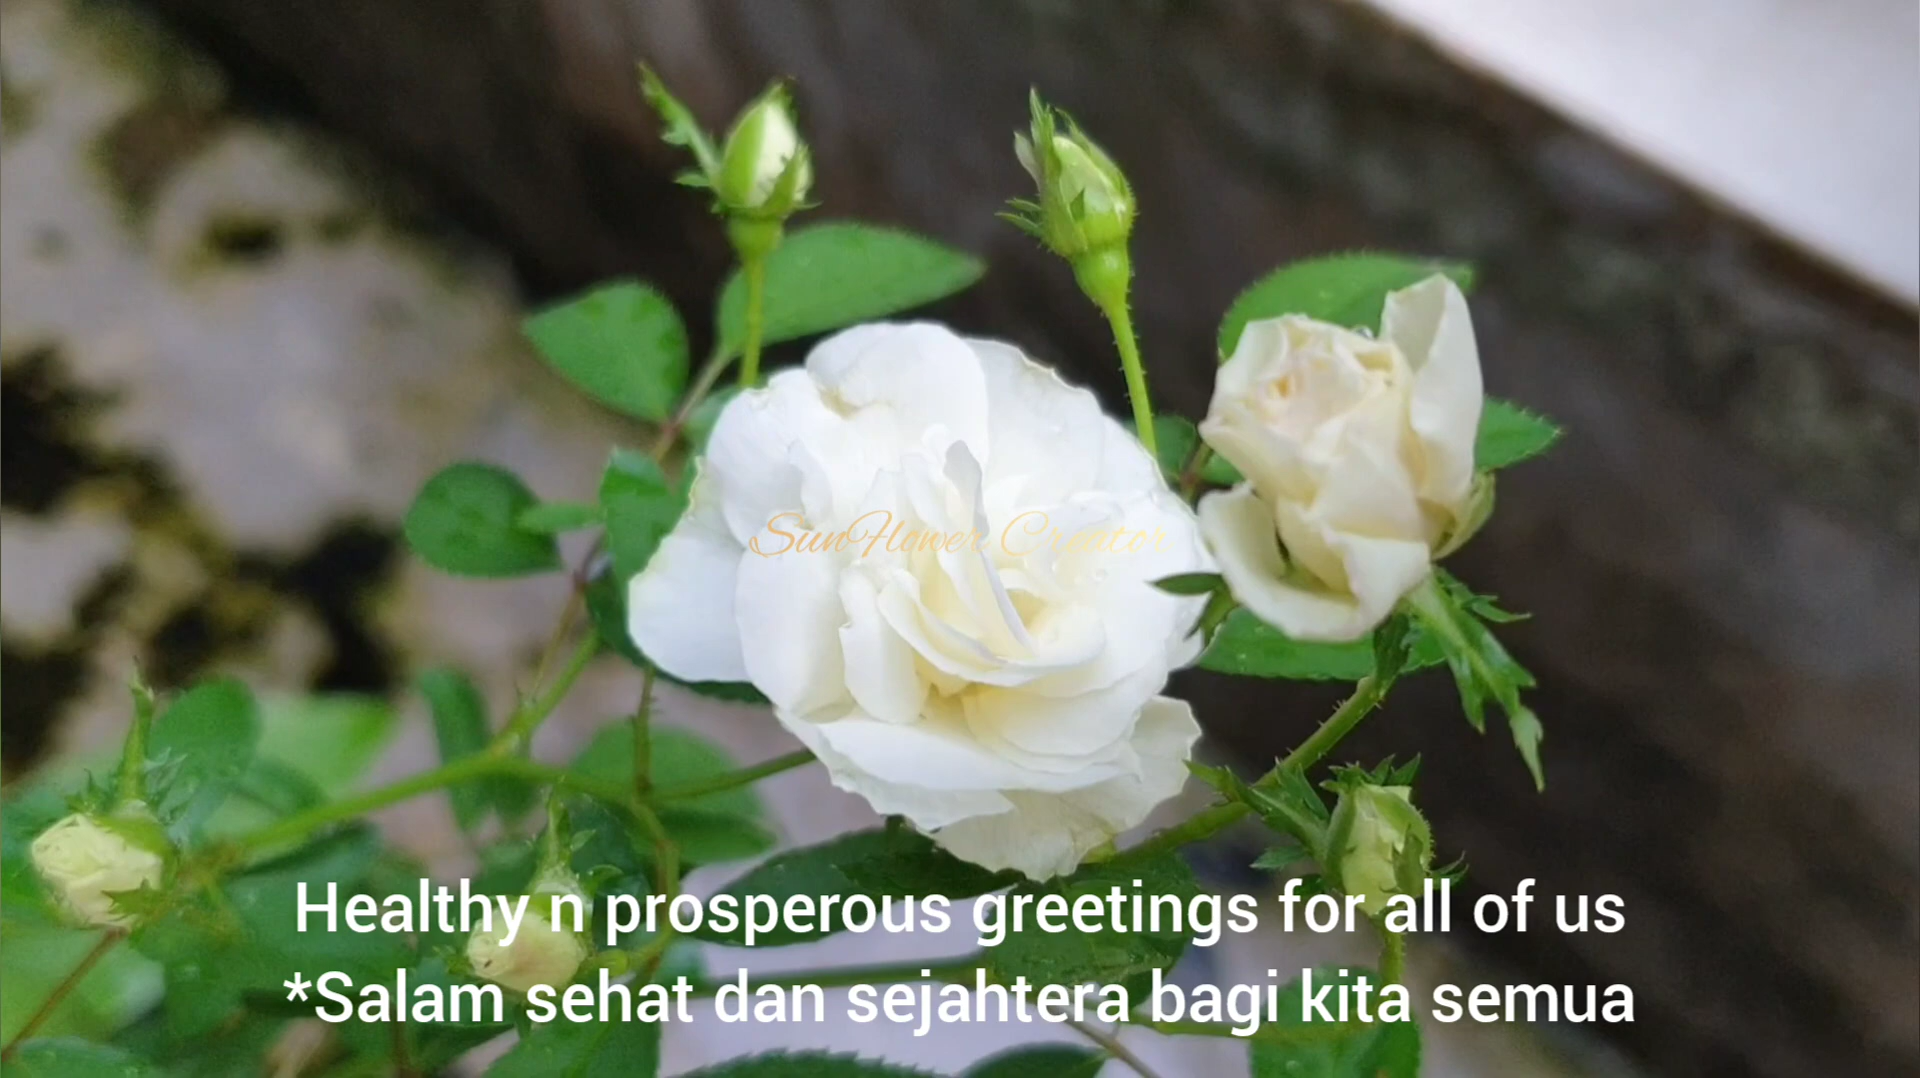 SunFlower Creator
Healthy n prosperous greetings for all of us
*Salam sehat dan sejahtera bagi kita semua